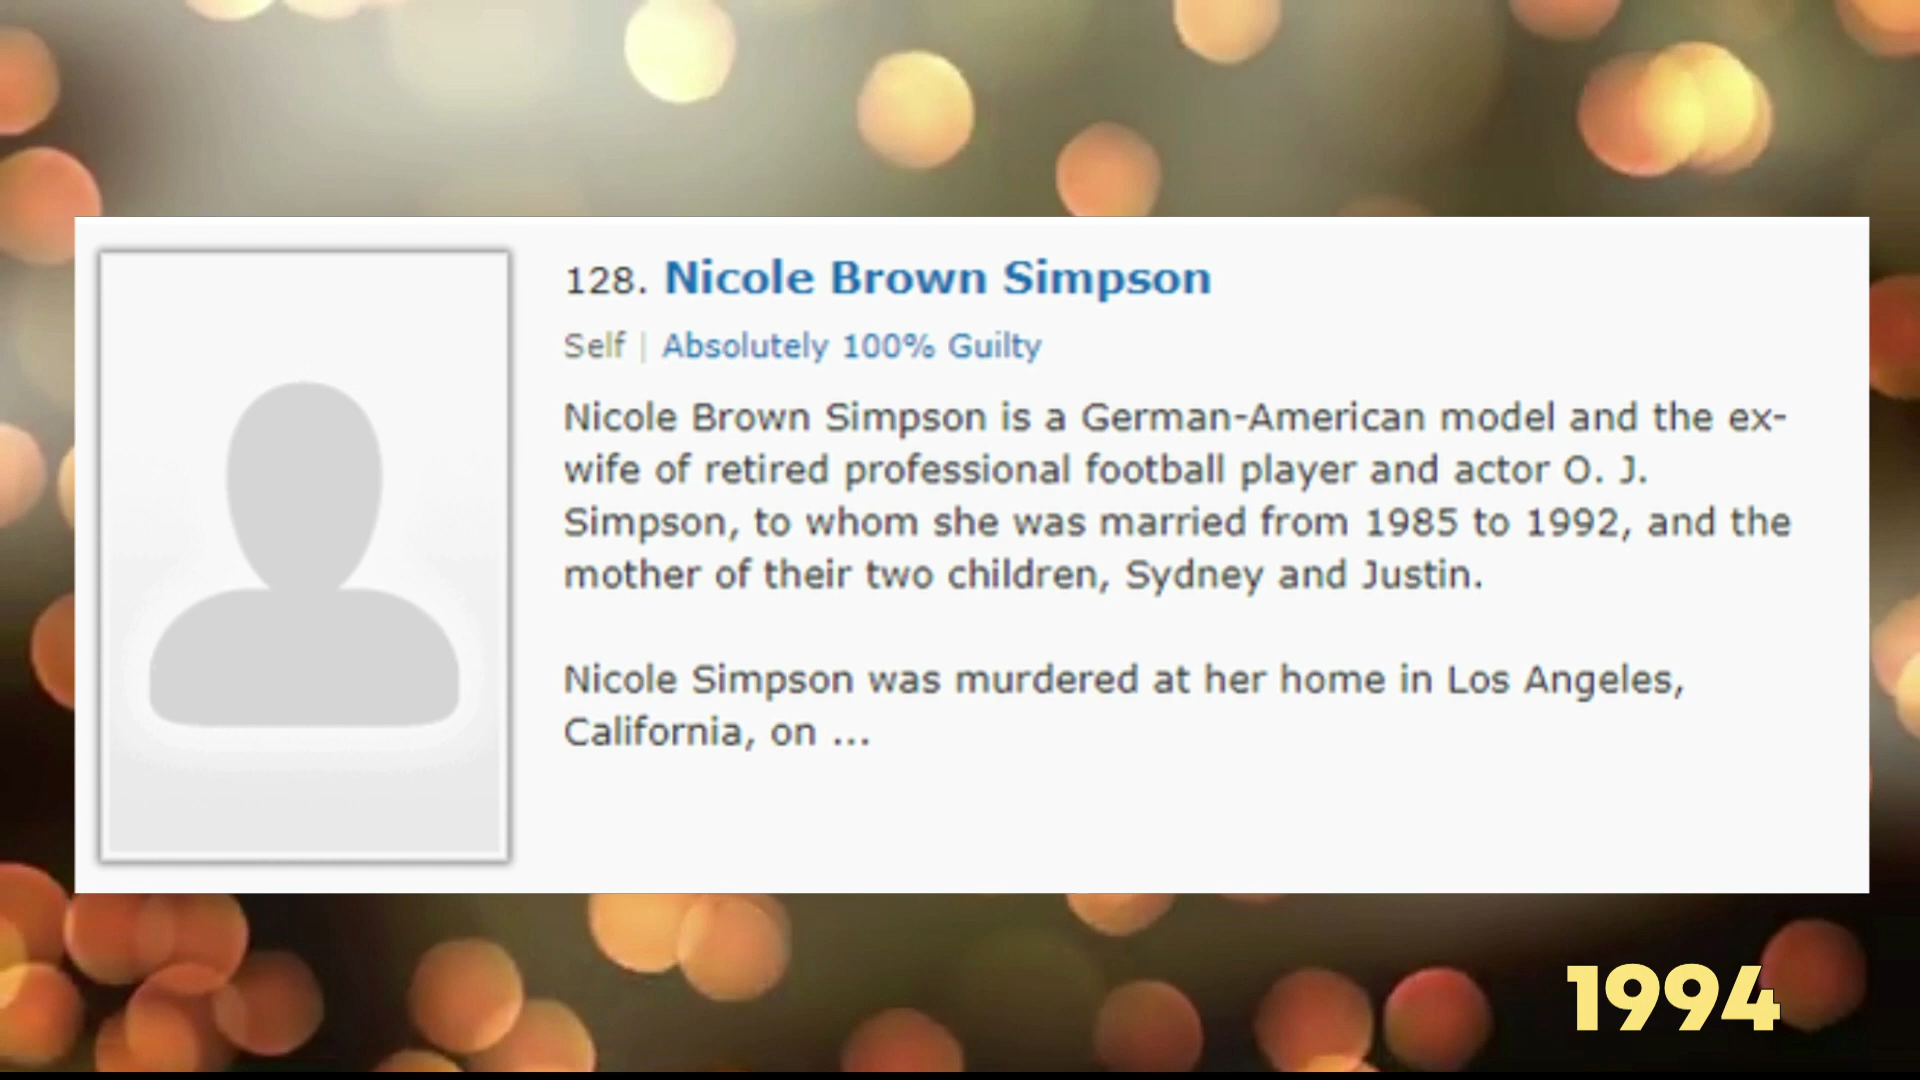 128. Nicole Brown Simpson
Self | Absolutely 100% Guilty
Nicole Brown Simpson is a German-American model and the ex-
wife of retired professional football player and actor O. J.
Simpson, to whom she was married from 1985 to 1992, and the
mother of their two children, Sydney and Justin.
Nicole Simpson was murdered at her home in Los Angeles,
California, on ...
1994